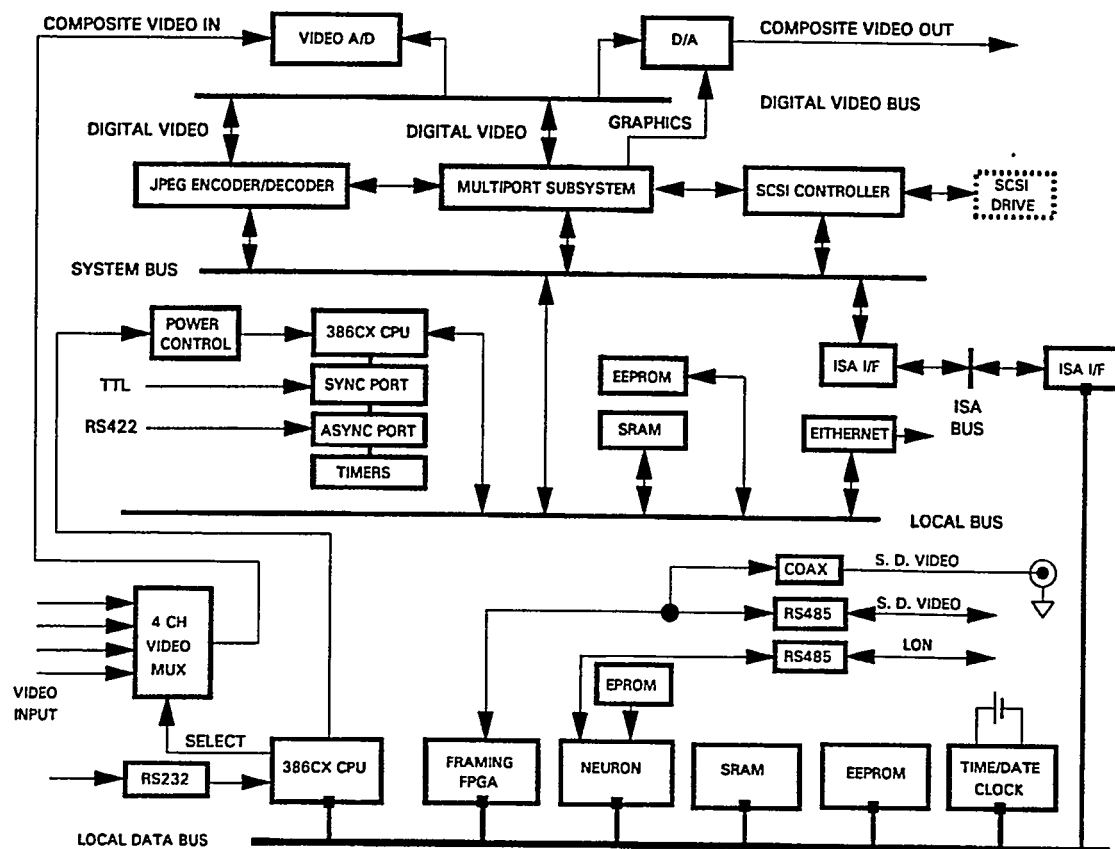 COMPOSITE VIDEO IN
VIDEO A/D
D/A
COMPOSITE VIDEO OUT
DIGITAL VIDEO BUS
DIGITAL VIDEO
DIGITAL VIDEO
GRAPHICS
JPEG ENCODER/DECODER
MULTIPORT SUBSYSTEM
SCSI CONTROLLER
SCSI
DRIVE
SYSTEM BUS
POWER
CONTROL
386CX CPU
TTL
SYNC PORT
RS422
ASYNC PORT
TIMERS
EEPROM
SRAM
ISA I/F
ISA
BUS
ISA I/F
EITHERNET
LOCAL BUS
4 CH
VIDEO
MUX
VIDEO
INPUT
COAX
S. D. VIDEO
RS485
S. D. VIDEO
RS485
LON
EPROM
SELECT
RS232
386CX CPU
FRAMING
FPGA
NEURON
SRAM
EEPROM
TIME/DATE
CLOCK
LOCAL DATA BUS